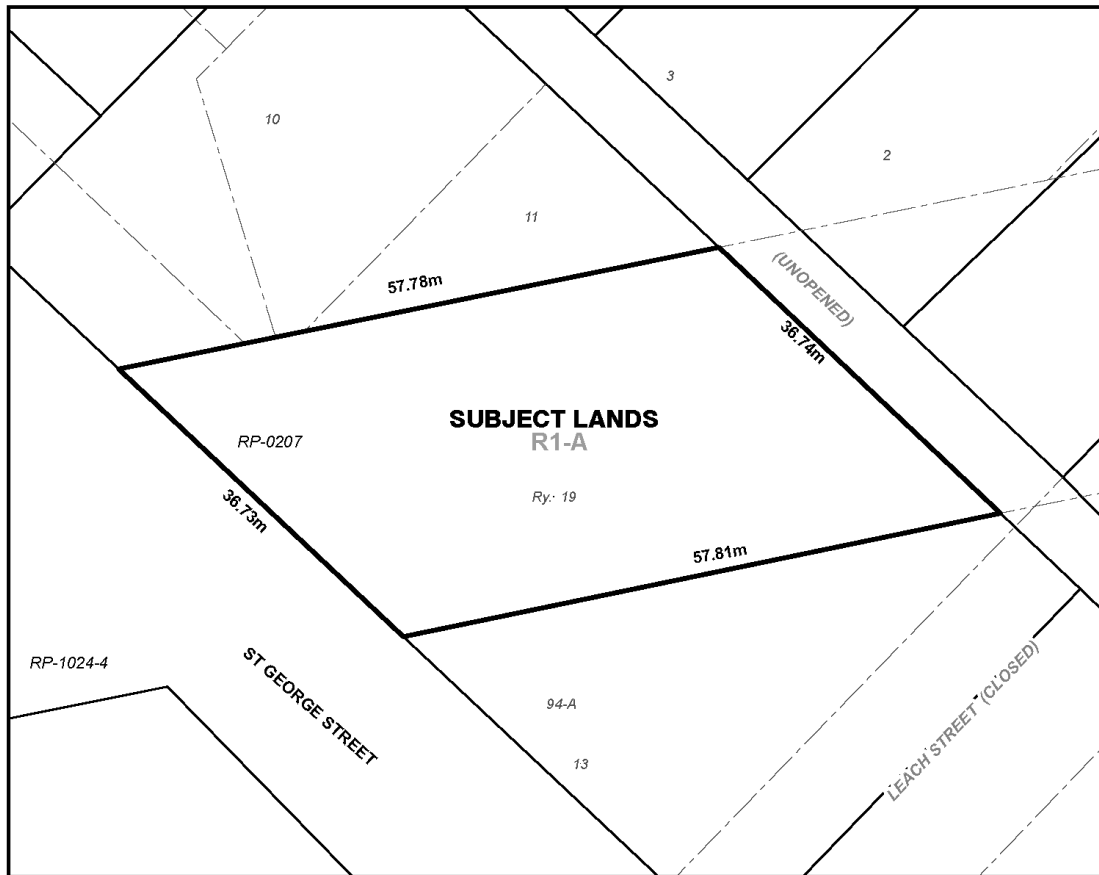 3
10
2
11
(UNOPENED)
57.78m
36.74m
SUBJECT LANDS
R1-A
RP-0207
Ry.· 19
36.73m
57.81m
RP-1024-4
ST GEORGE STREET
94-A
LEACH STREET (CLOSED)
13